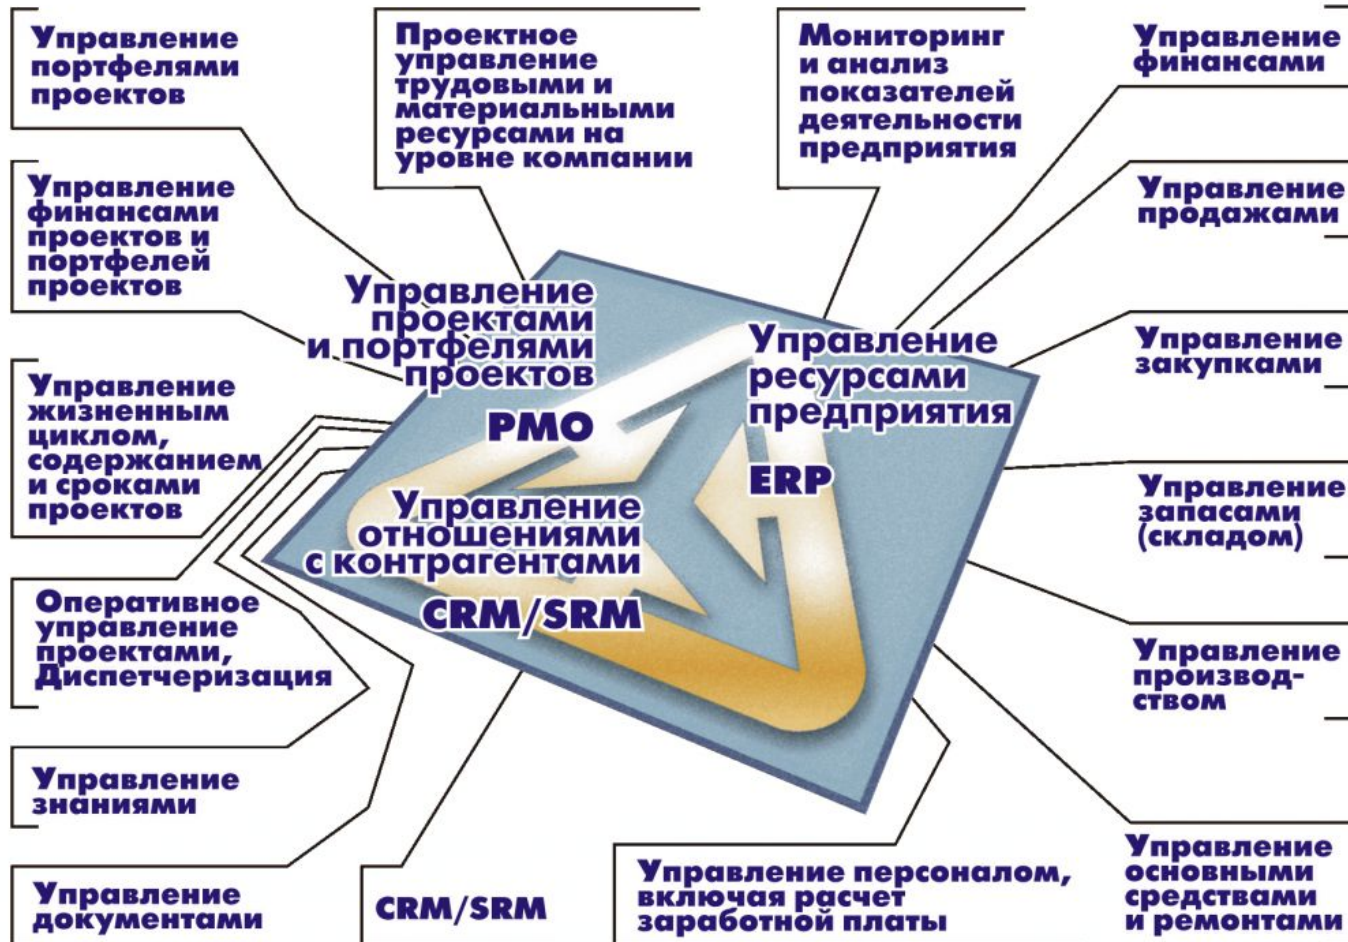 Управление
портфелями
проектов
Проектное
управление
трудовыми и
материальными
ресурсами на
уровне компании
Мониторинг
и анализ
показателей
деятельности
предприятия
Управление
финансами
Управление
финансами
проектов и
портфелей
проектов
Управление
продажами
Управление
проектами
и портфелями
проектов
PMO
Управление
ресурсами
предприятия
ERP
Управление
закупками
Управление
жизненным
циклом,
содержанием
и сроками
проектов
Управление
отношениями
с контрагентами
CRM/SRM
Управление
запасами
(складом)
Оперативное
управление
проектами,
Диспетчеризация
Управление
производ-
ством
Управление
знаниями
Управление
документами
CRM/SRM
Управление персоналом,
включая расчет
заработной платы
Управление
основными
средствами
и ремонтами